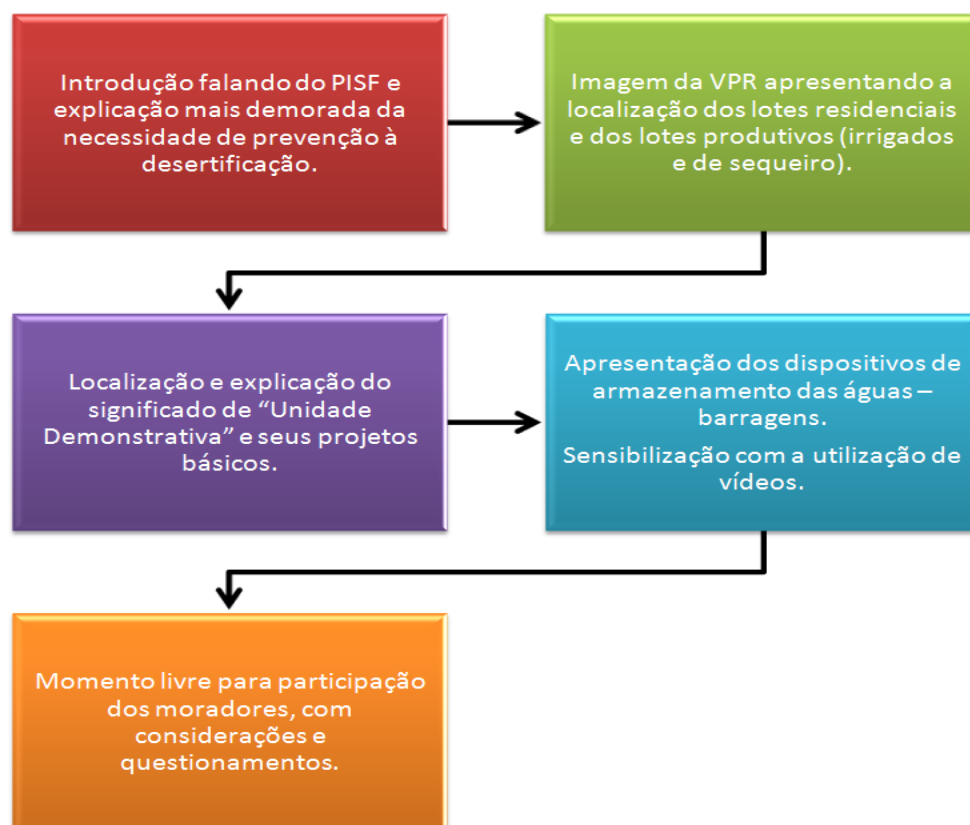 Introdução falando do PISF e
explicação mais demorada da
necessidade de prevenção à
desertificação.
Imagem da VPR apresentando a
localização dos lotes residenciais
e dos lotes produtivos (irrigados
e de sequeiro).
Localização e explicação do
significado de “Unidade
Demonstrativa” e seus projetos
básicos.
Apresentação dos dispositivos de
armazenamento das águas –
barragens.
Sensibilização com a utilização de
vídeos.
Momento livre para participação
dos moradores, com
considerações e
questionamentos.